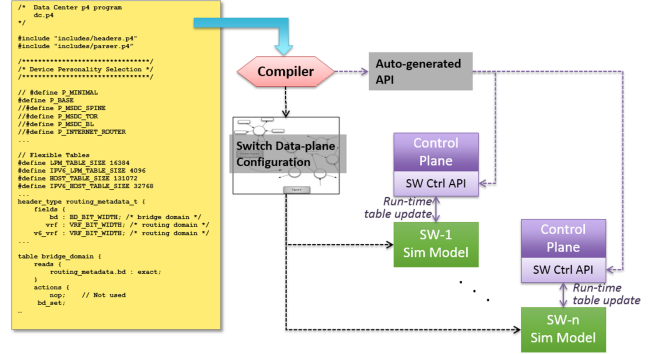 /*  Data Center p4 program
    dc.p4
*/
#include "includes/headers.p4"
#include "includes/parser.p4"
/******************************/
/* Device Personality Selection */
/******************************/
// #define P_MINIMAL
#define P_BASE
//#define P_MSDC_SPINE
//#define P_MSDC_TOR
//#define P_MSDC_BL
//#define P_INTERNET_ROUTER
...
// Flexible Tables
#define LPM_TABLE_SIZE 16384
#define IPV6_LPM_TABLE_SIZE 4096
#define HOST_TABLE_SIZE 131072
#define IPV6_HOST_TABLE_SIZE 32768
...
header_type routing_metadata_t {
    fields {
        bd : BD_BIT_WIDTH; /* bridge domain */
       vrf : VRF_BIT_WIDTH; /* routing domain */
    v6_vrf : VRF_BIT_WIDTH; /* routing domain */
...
table bridge_domain {
    reads {
        routing_metadata.bd : exact;
    }
    actions {
        nop;    // Not used
     bd_set;
…
Compiler
Auto-generated
API
Switch Data-plane
Configuration
Control
Plane
SW Ctrl API
Run-time
table update
SW-1
Sim Model
. . .
Control
Plane
SW Ctrl API
Run-time
table update
SW-n
Sim Model